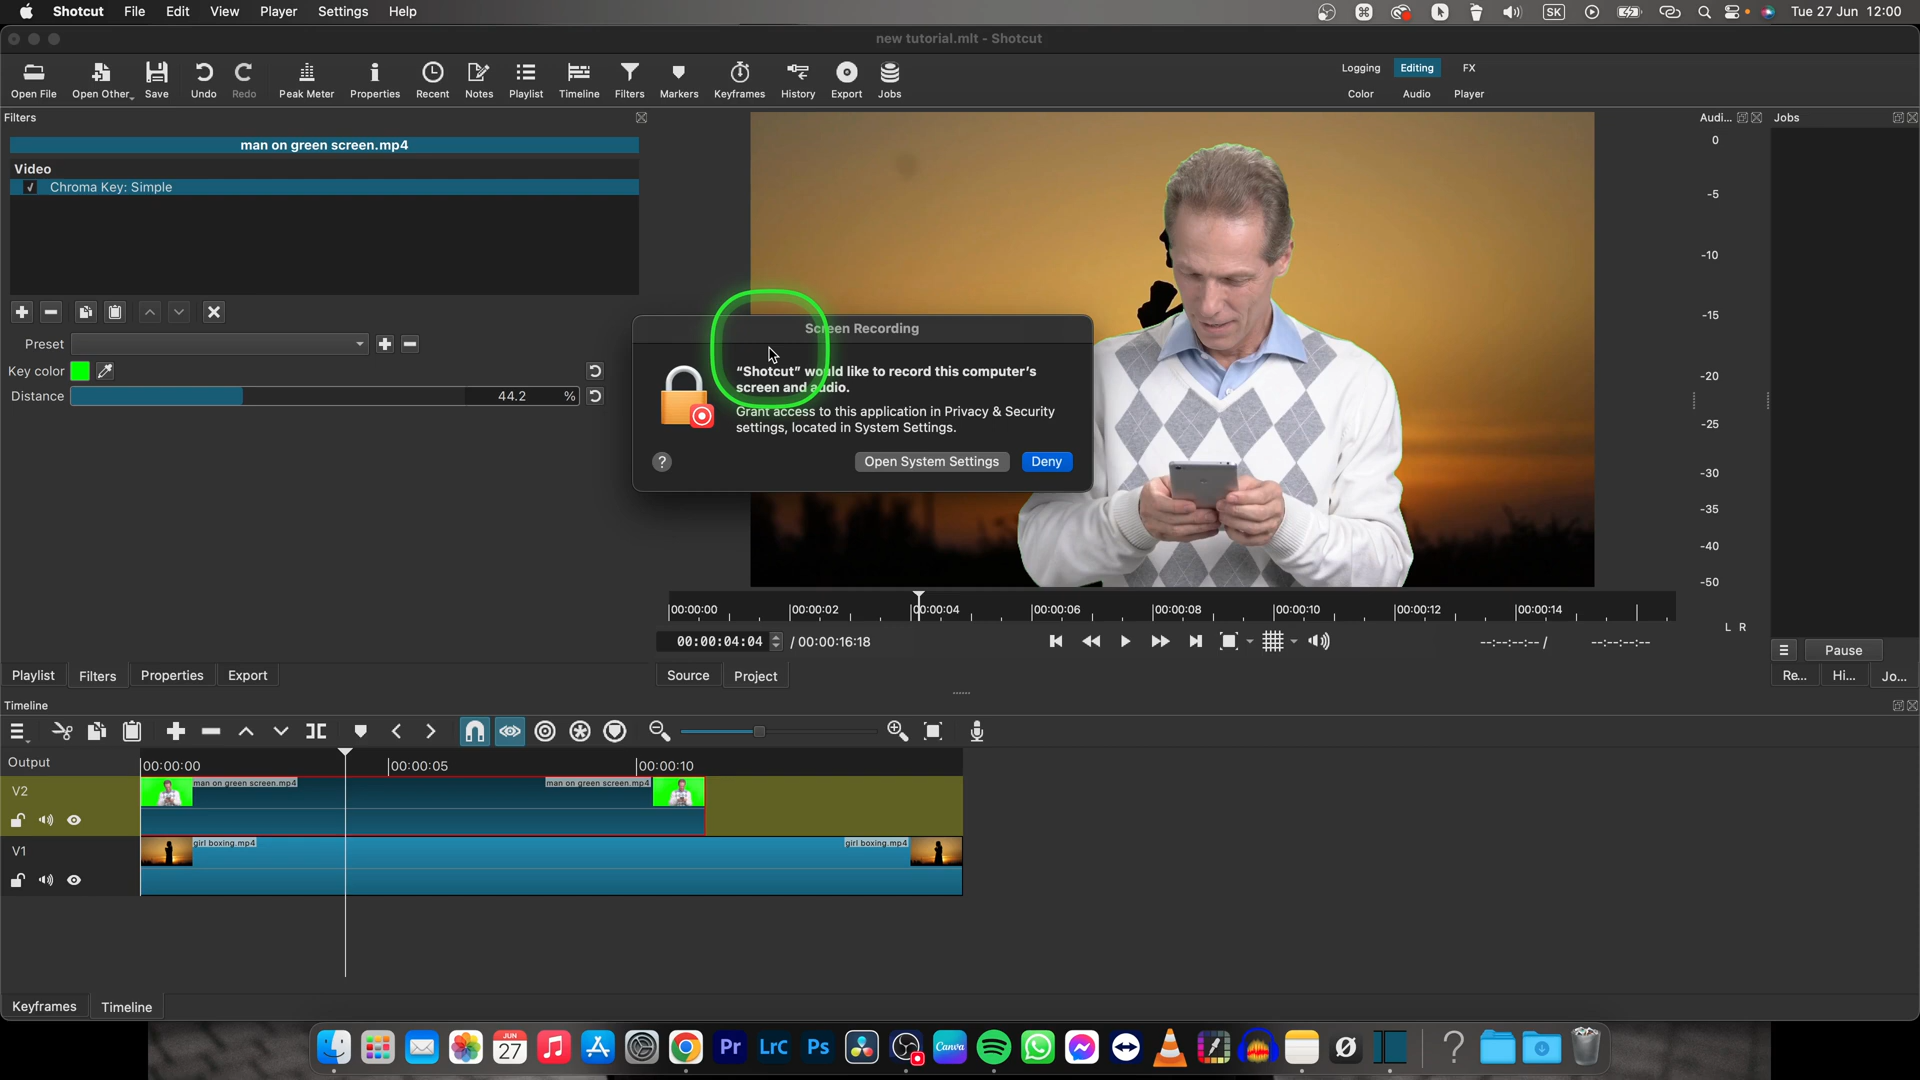 Shotcut File Edit View Player Settings Help
SK Tue 27 Jun 12:00
new tutorial.mlt - Shotcut
Open File Open Other... Save Undo Redo Peak Meter Properties Recent Notes Playlist Timeline Filters Markers Keyframes History Export Jobs
Logging Editing FX
Color Audio Player
Filters
Audi... Jobs
man on green screen.mp4
Video
Chroma Key: Simple
Preset
Key color
Distance 44.2 %
Screen Recording
“Shotcut” would like to record this computer’s
screen and audio.
Grant access to this application in Privacy & Security
settings, located in System Settings.
? Open System Settings Deny
0
-5
-10
-15
-20
-25
-30
-35
-40
-50
L R
00:00:00 00:00:02 00:00:04 00:00:06 00:00:08 00:00:10 00:00:12 00:00:14
00:00:04:04 / 00:00:16:18 --:--:--:-- / --:--:--:--
Pause
Playlist Filters Properties Export
Source Project
Re... Hi... Jo...
Timeline
Output 00:00:00 00:00:05 00:00:10
V2 man on green screen.mp4 man on green screen.mp4
V1 girl boxing.mp4 girl boxing.mp4
Keyframes Timeline
JUN
27
Pr LrC Ps Canva